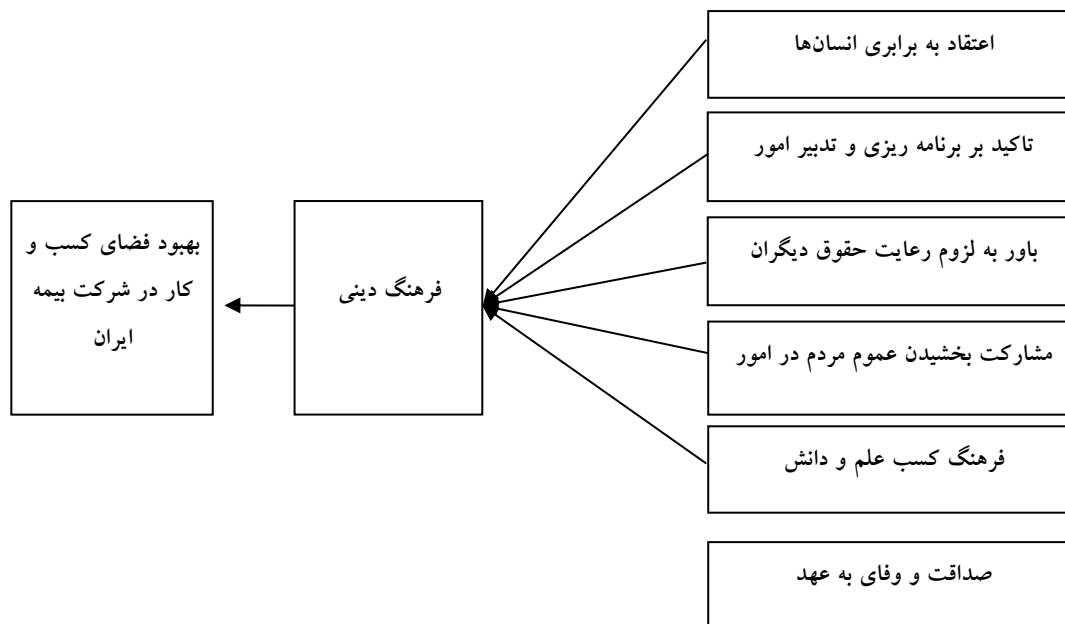 اعتقاد به برابری انسان‌ها
تاکید بر برنامه ریزی و تدبیر امور
باور به لزوم رعایت حقوق دیگران
مشارکت بخشیدن عموم مردم در امور
فرهنگ کسب علم و دانش
صداقت و وفای به عهد
فرهنگ دینی
بهبود فضای کسب و
کار در شرکت بیمه
ایران